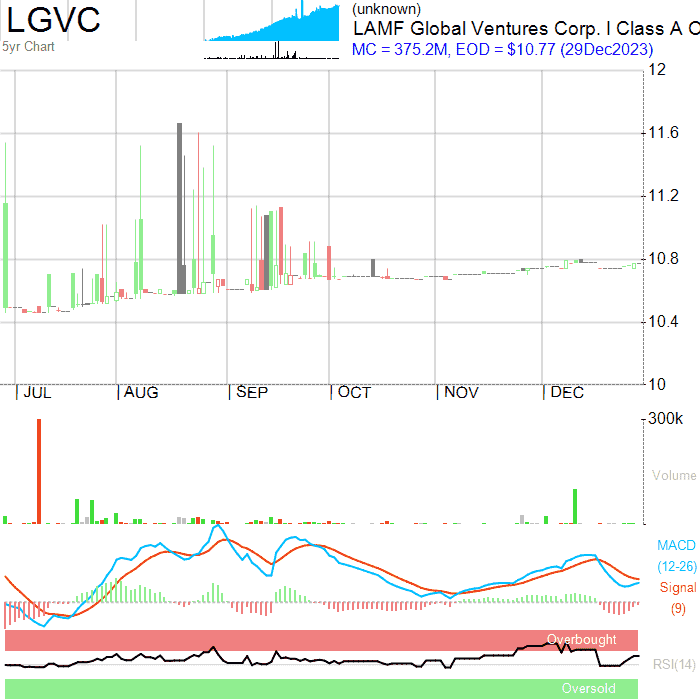 LGVC
5yr Chart
(unknown)
LAMF Global Ventures Corp. I Class A O
MC = 375.2M, EOD = $10.77 (29Dec2023)
12
11.6
11.2
10.8
10.4
10
JUL AUG SEP OCT NOV DEC
300k
Volume
MACD
(12-26)
Signal
(9)
Overbought
RSI(14)
Oversold